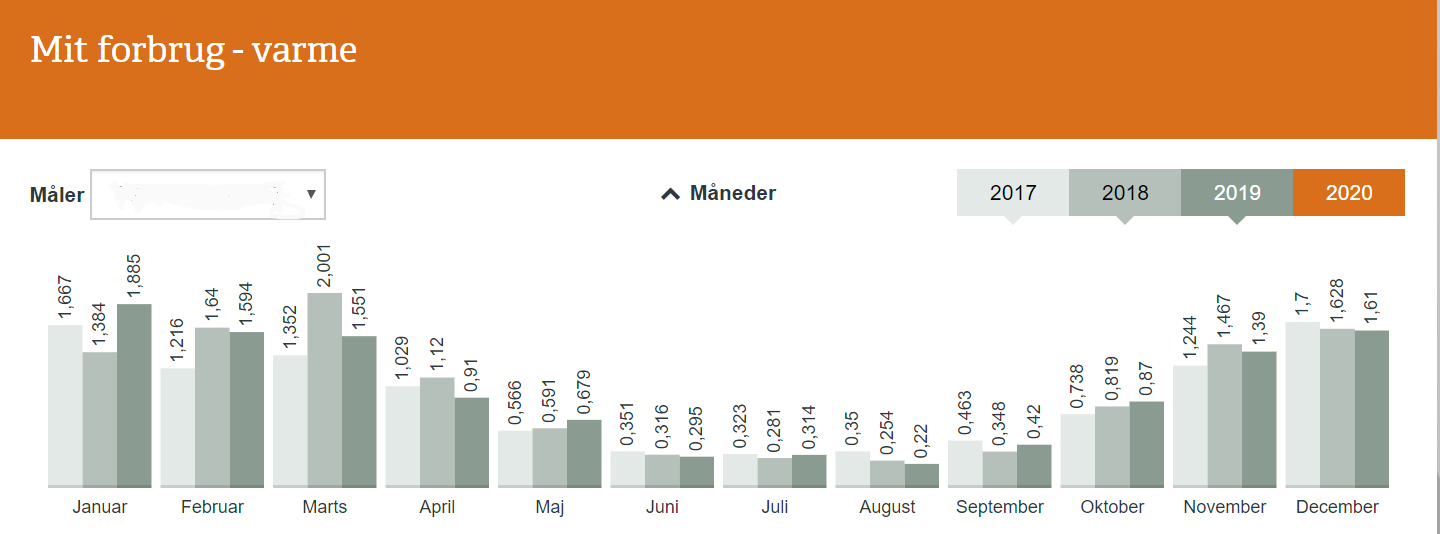 Mit forbrug - varme
Måler
Måneder
2017 2018 2019 2020
1,667 1,384 1,885 1,216 1,64 1,594 1,352 2,001 1,551 1,029 1,12 0,91 0,566 0,591 0,679 0,351 0,316 0,295 0,323 0,281 0,314 0,35 0,254 0,22 0,463 0,348 0,42 0,738 0,819 0,87 1,244 1,467 1,39 1,7 1,628 1,61
Januar Februar Marts April Maj Juni Juli August September Oktober November December